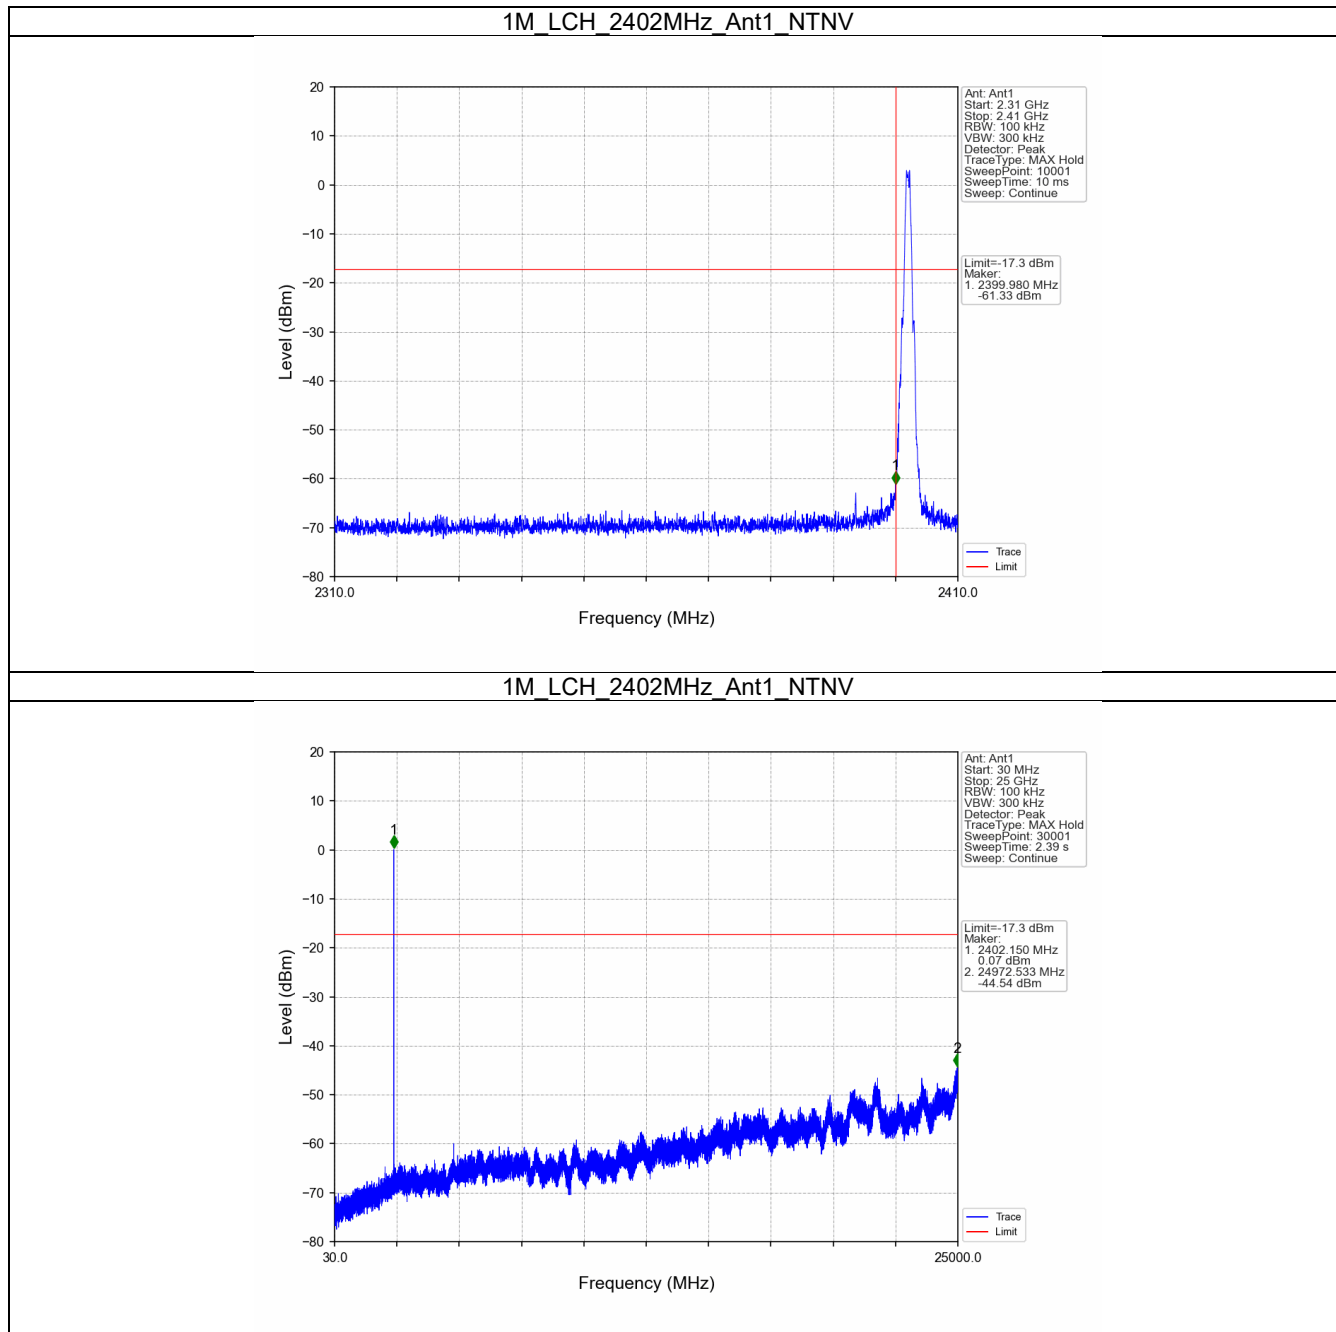 1M_LCH_2402MHz_Ant1_NTNV
20
10
0
−10
−20
−30
−40
−50
−60
−70
−80
Level (dBm)
1
2310.0
2410.0
Frequency (MHz)
Ant: Ant1
Start: 2.31 GHz
Stop: 2.41 GHz
RBW: 100 kHz
VBW: 300 kHz
Detector: Peak
TraceType: MAX Hold
SweepPoint: 10001
SweepTime: 10 ms
Sweep: Continue
Limit=-17.3 dBm
Maker:
1. 2399.980 MHz
-61.33 dBm
Trace
Limit
1M_LCH_2402MHz_Ant1_NTNV
20
10
0
−10
−20
−30
−40
−50
−60
−70
−80
Level (dBm)
1
2
30.0
25000.0
Frequency (MHz)
Ant: Ant1
Start: 30 MHz
Stop: 25 GHz
RBW: 100 kHz
VBW: 300 kHz
Detector: Peak
TraceType: MAX Hold
SweepPoint: 30001
SweepTime: 2.39 s
Sweep: Continue
Limit=-17.3 dBm
Maker:
1. 2402.150 MHz
0.07 dBm
2. 24972.533 MHz
-44.54 dBm
Trace
Limit